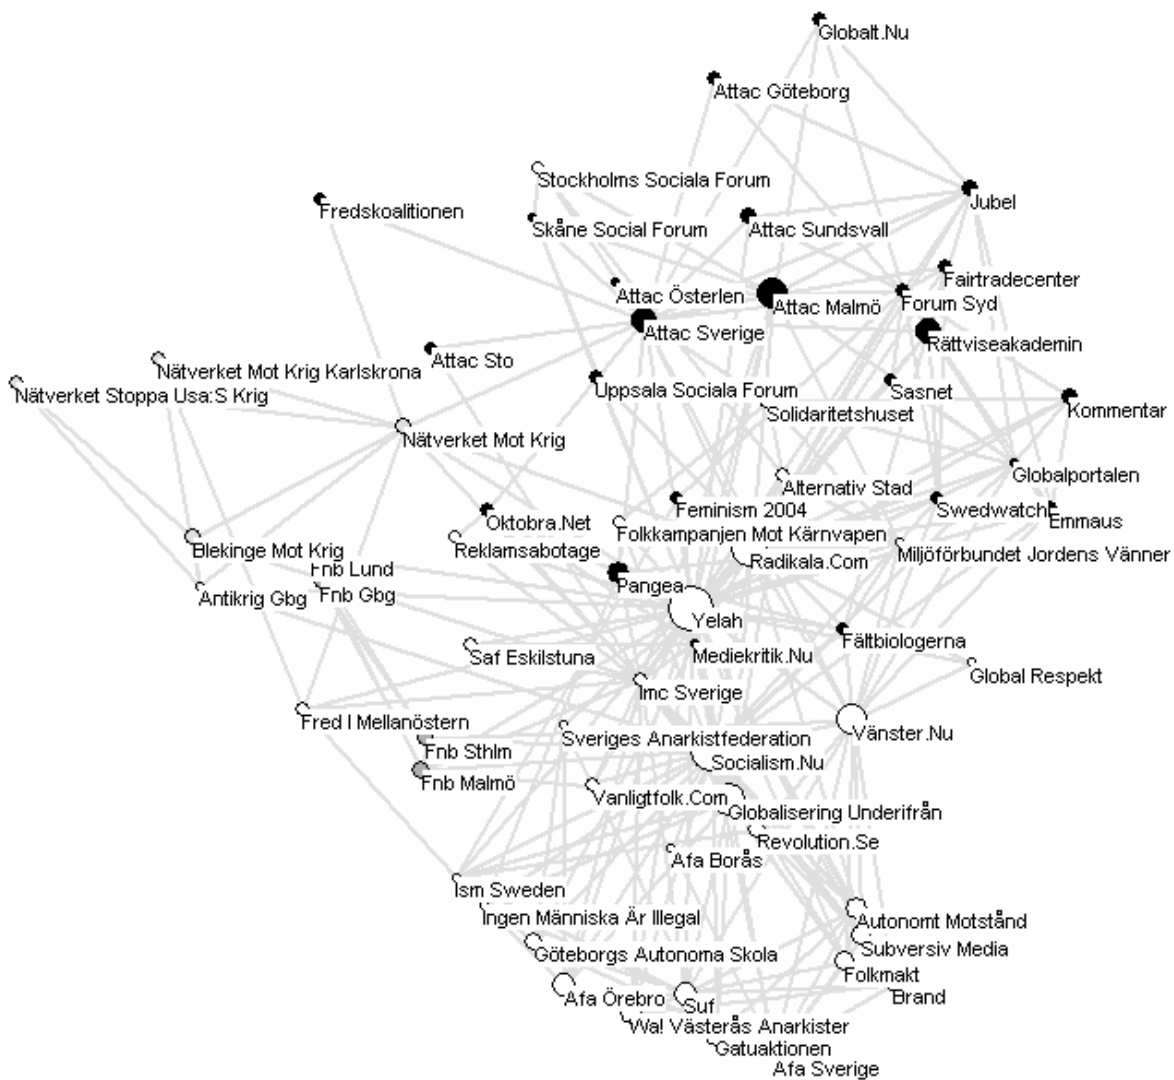 Globalt.Nu
Attac Göteborg
Stockholms Sociala Forum
Jubel
Fredskoalitionen
Skåne Social Forum
Attac Sundsvall
Fairtradecenter
Attac Österlen
Attac Malmö
Forum Syd
Attac Sverige
Rättviseakademin
Attac Sto
Nätverket Mot Krig Karlskrona
Nätverket Stoppa Usa:S Krig
Uppsala Sociala Forum
Sasnet
Solidaritetshuset
Kommentar
Nätverket Mot Krig
Globalportalen
Alternativ Stad
Feminism 2004
Swedwatch
Emmaus
Oktobra.Net
Folkkampanjen Mot Kärnvapen
Blekinge Mot Krig
Reklamsabotage
Miljöförbundet Jordens Vänner
Radikala.Com
Fnb Lund
Pangea
Antikrig Gbg
Fnb Gbg
Yelah
Fältbiologerna
Saf Eskilstuna
Mediekritik.Nu
Global Respekt
Imc Sverige
Fred I Mellanöstern
Vänster.Nu
Sveriges Anarkistfederation
Fnb Sthlm
Socialism.Nu
Fnb Malmö
Vanligtfolk.Com
Globalisering Underifrån
Revolution.Se
Afa Borås
Ism Sweden
Ingen Människa Är Illegal
Autonomt Motstånd
Subversiv Media
Göteborgs Autonoma Skola
Folkmakt
Afa Örebro
Suf
Brand
Wa! Västerås Anarkister
Gatuaktionen
Afa Sverige